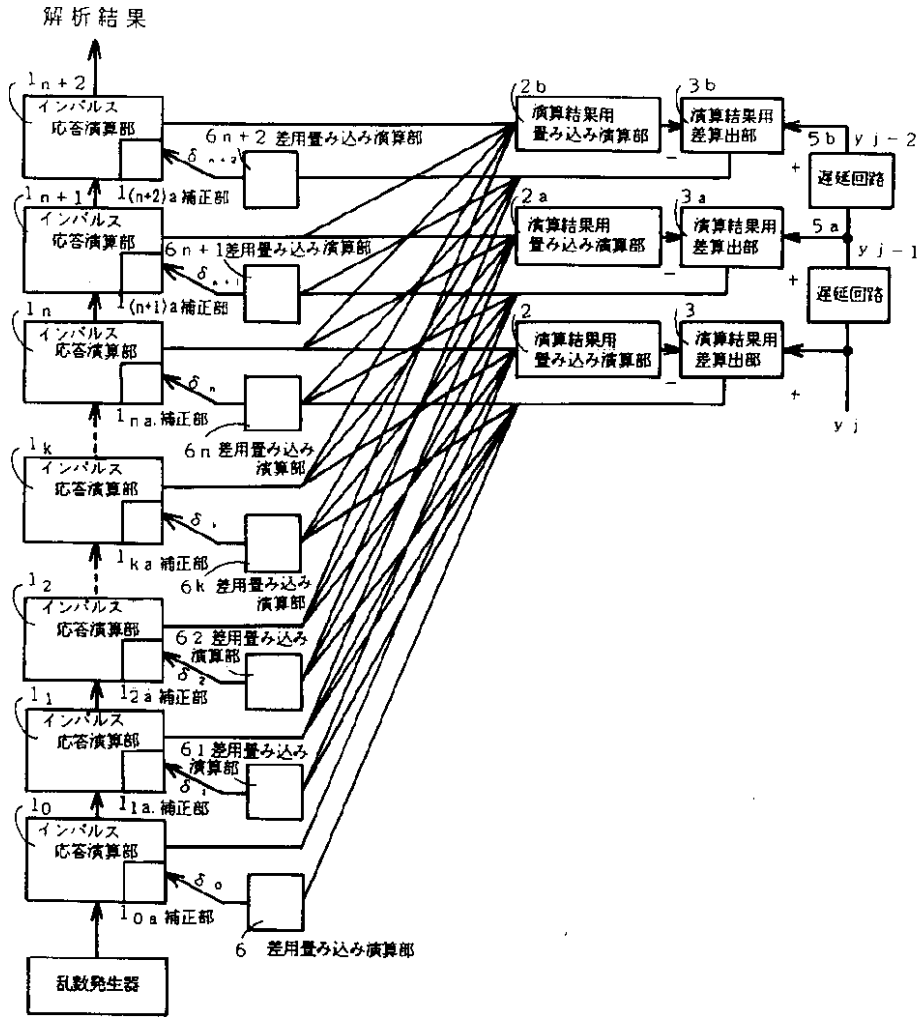 解析結果
1n+2
インパルス
応答演算部
6n+2 差用畳み込み演算部
δn+2
1(n+2)a 補正部
2b
演算結果用
畳み込み演算部
3b
演算結果用
差算出部
-
+
5b
yj-2
遅延回路
1n+1
インパルス
応答演算部
6n+1 差用畳み込み演算部
δn+1
1(n+1)a 補正部
2a
演算結果用
畳み込み演算部
3a
演算結果用
差算出部
-
+
5a
yj-1
遅延回路
1n
インパルス
応答演算部
δn
1na. 補正部
6n 差用畳み込み
演算部
2
演算結果用
畳み込み演算部
3
演算結果用
差算出部
-
+
yj
1k
インパルス
応答演算部
δk
1ka 補正部
6k 差用畳み込み
演算部
12
インパルス
応答演算部
62 差用畳み込み
演算部
δ2
12a 補正部
11
インパルス
応答演算部
61 差用畳み込み
演算部
δ1
11a. 補正部
10
インパルス
応答演算部
δ0
10a 補正部
6 差用畳み込み演算部
乱数発生器